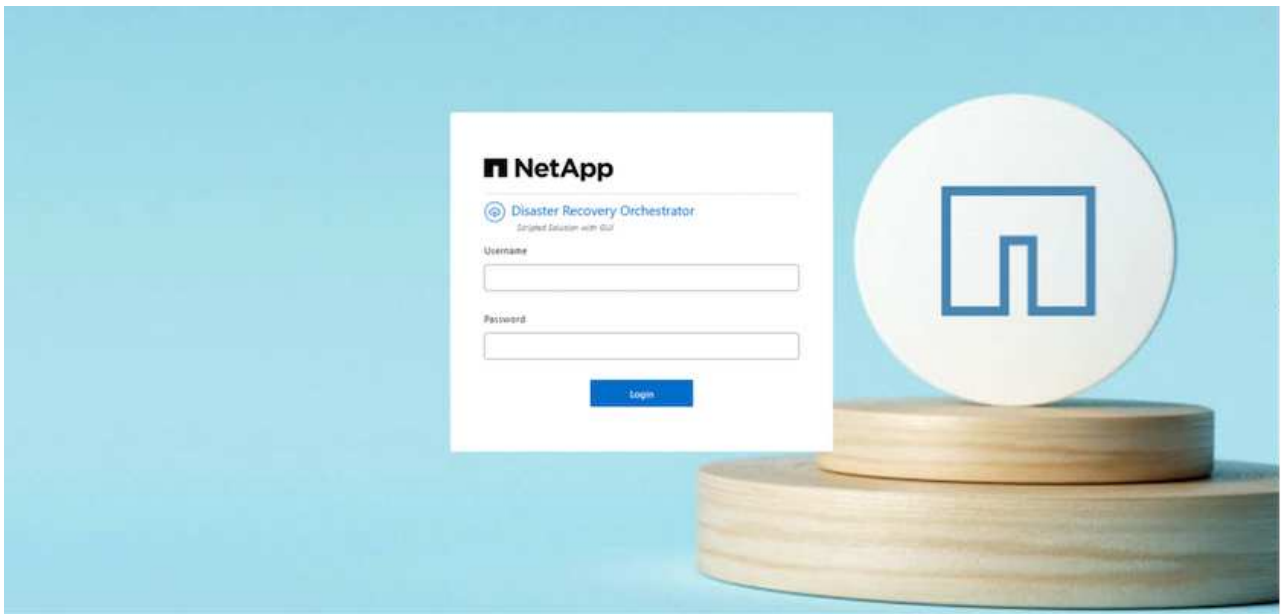 NetApp
Disaster Recovery Orchestrator
Scripted Solution with GUI
Username
Password
Login